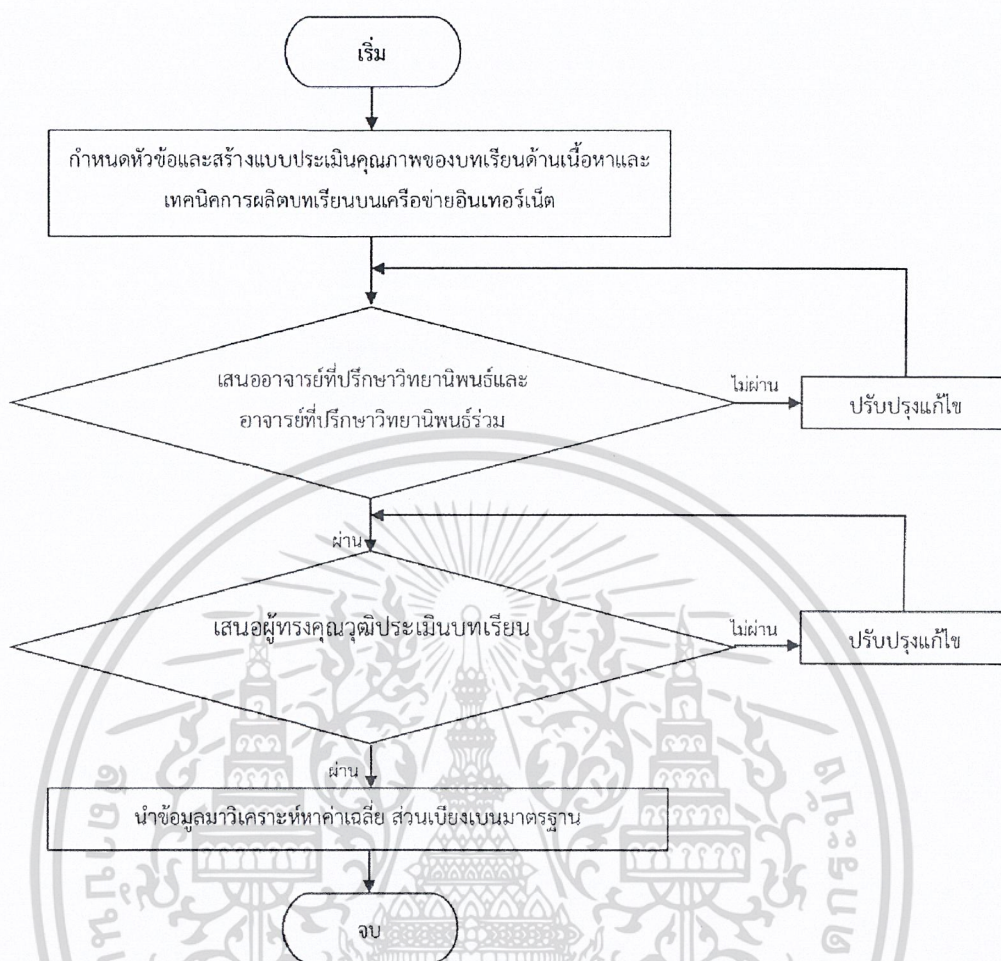 เริ่ม
กำหนดหัวข้อและสร้างแบบประเมินคุณภาพของบทเรียนด้านเนื้อหาและ
เทคนิคการผลิตบทเรียนบนเครือข่ายอินเทอร์เน็ต
เสนออาจารย์ที่ปรึกษาวิทยานิพนธ์และ
อาจารย์ที่ปรึกษาวิทยานิพนธ์ร่วม
ไม่ผ่าน
ปรับปรุงแก้ไข
ผ่าน
เสนอผู้ทรงคุณวุฒิประเมินบทเรียน
ไม่ผ่าน
ปรับปรุงแก้ไข
ผ่าน
นำข้อมูลมาวิเคราะห์หาค่าเฉลี่ย ส่วนเบี่ยงเบนมาตรฐาน
จบ